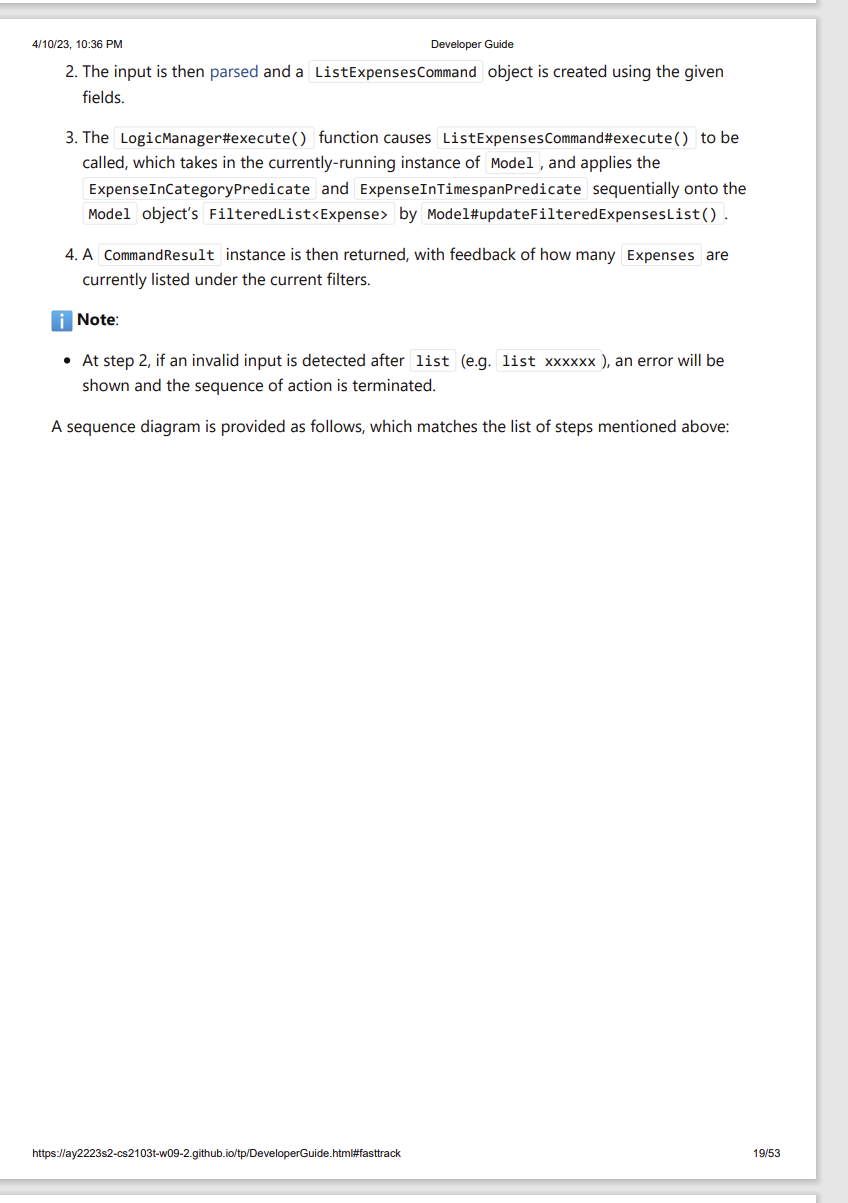 4/10/23, 10:36 PM Developer Guide
2. The input is then parsed and a ListExpensesCommand object is created using the given
fields.
3. The LogicManager#execute() function causes ListExpensesCommand#execute() to be
called, which takes in the currently-running instance of Model , and applies the
ExpenseInCategoryPredicate and ExpenseInTimespanPredicate sequentially onto the
Model object’s FilteredList<Expense> by Model#updateFilteredExpensesList() .
4. A CommandResult instance is then returned, with feedback of how many Expenses are
currently listed under the current filters.
i Note:
• At step 2, if an invalid input is detected after list (e.g. list xxxxxx ), an error will be
shown and the sequence of action is terminated.
A sequence diagram is provided as follows, which matches the list of steps mentioned above:
https://ay2223s2-cs2103t-w09-2.github.io/tp/DeveloperGuide.html#fasttrack 19/53